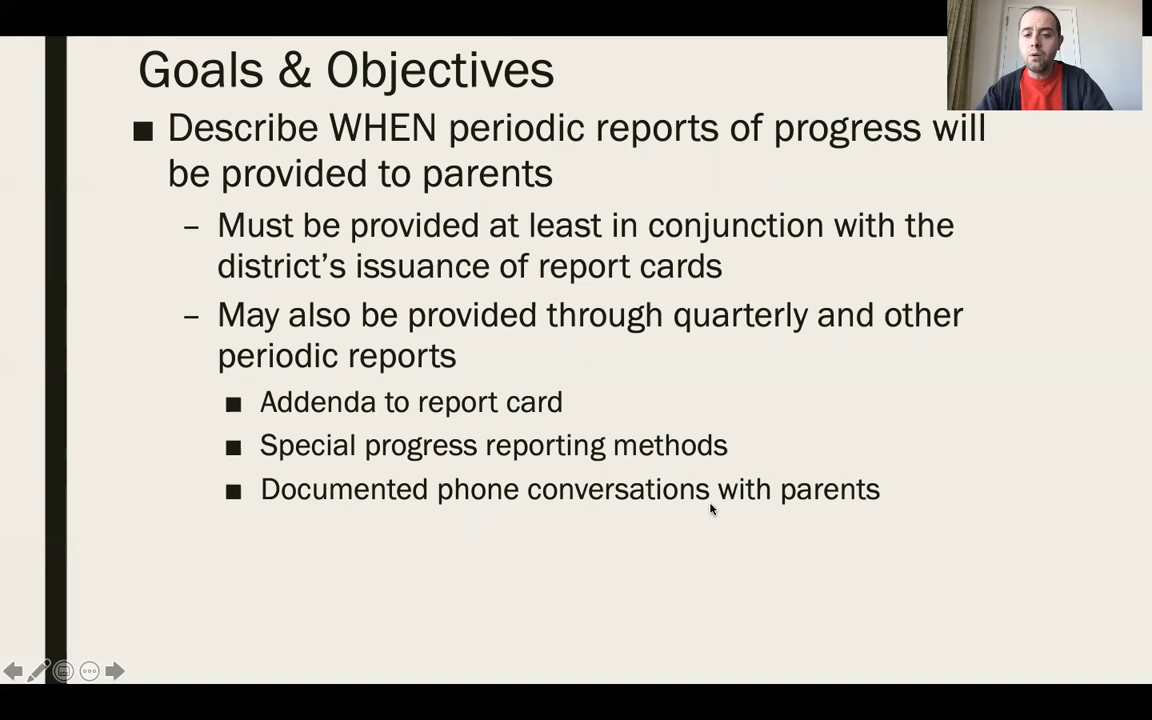 Goals & Objectives
■ Describe WHEN periodic reports of progress will
be provided to parents
– Must be provided at least in conjunction with the
district’s issuance of report cards
– May also be provided through quarterly and other
periodic reports
■ Addenda to report card
■ Special progress reporting methods
■ Documented phone conversations with parents